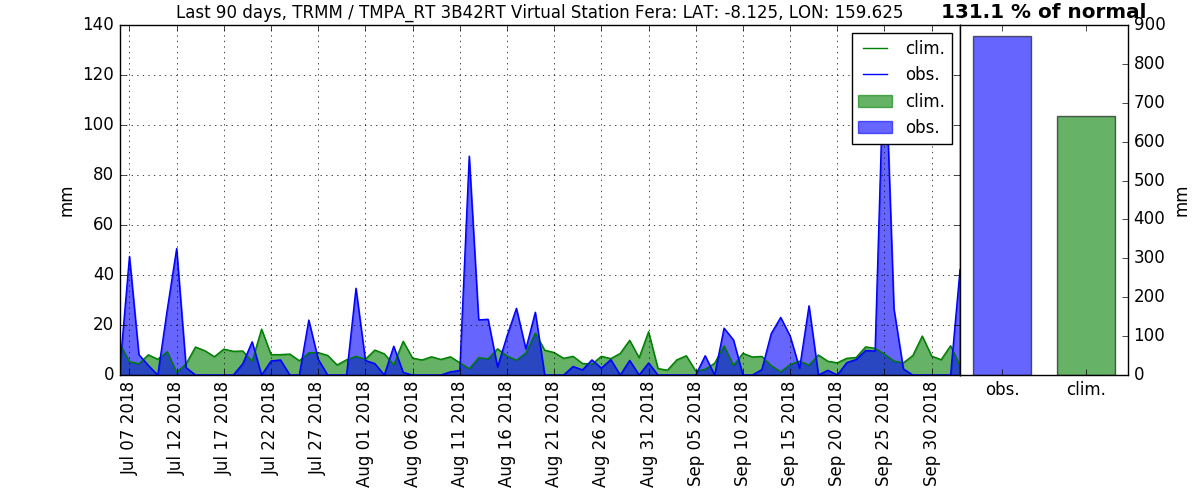 Last 90 days, TRMM / TMPA_RT 3B42RT Virtual Station Fera: LAT: -8.125, LON: 159.625
131.1 % of normal
140
120
100
80
60
40
20
0
mm
clim.
obs.
clim.
obs.
900
800
700
600
500
400
300
200
100
0
mm
Jul 07 2018
Jul 12 2018
Jul 17 2018
Jul 22 2018
Jul 27 2018
Aug 01 2018
Aug 06 2018
Aug 11 2018
Aug 16 2018
Aug 21 2018
Aug 26 2018
Aug 31 2018
Sep 05 2018
Sep 10 2018
Sep 15 2018
Sep 20 2018
Sep 25 2018
Sep 30 2018
obs.
clim.